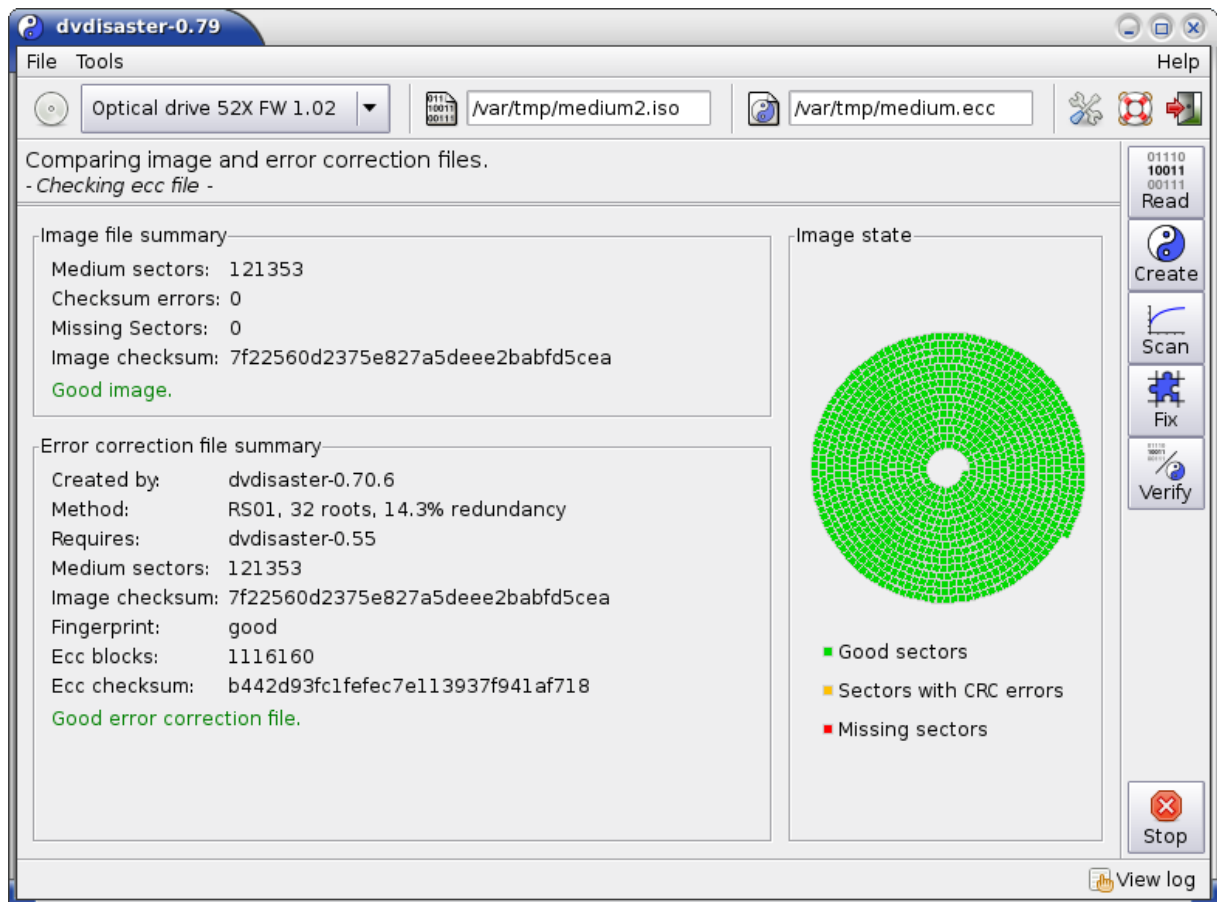 dvdisaster-0.79
File Tools Help
Optical drive 52X FW 1.02 /var/tmp/medium2.iso /var/tmp/medium.ecc
Comparing image and error correction files.
- Checking ecc file -
01110
10011
00111
Read
Create
Scan
Fix
Verify
Image file summary
Medium sectors: 121353
Checksum errors: 0
Missing Sectors: 0
Image checksum: 7f22560d2375e827a5deee2babfd5cea
Good image.
Error correction file summary
Created by: dvdisaster-0.70.6
Method: RS01, 32 roots, 14.3% redundancy
Requires: dvdisaster-0.55
Medium sectors: 121353
Image checksum: 7f22560d2375e827a5deee2babfd5cea
Fingerprint: good
Ecc blocks: 1116160
Ecc checksum: b442d93fc1fefec7e113937f941af718
Good error correction file.
Image state
Good sectors
Sectors with CRC errors
Missing sectors
Stop
View log